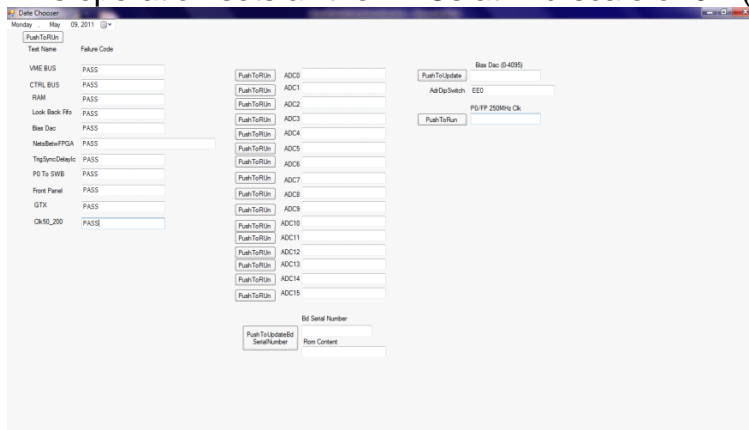 Date Chooser
Monday , May 09, 2011
PushToRUn
Test Name Failure Code
VME BUS PASS
CTRL BUS PASS
RAM PASS
Look Back Fifo PASS
Bias Dac PASS
NetsBetwFPGA PASS
TrigSyncDelayIc PASS
P0 To SWB PASS
Front Panel PASS
GTX PASS
Clk50_200 PASS
PushToRUn ADC0
PushToRUn ADC1
PushToRUn ADC2
PushToRUn ADC3
PushToRUn ADC4
PushToRUn ADC5
PushToRUn ADC6
PushToRUn ADC7
PushToRUn ADC8
PushToRUn ADC9
PushToRUn ADC10
PushToRUn ADC11
PushToRUn ADC12
PushToRUn ADC13
PushToRUn ADC14
PushToRUn ADC15
Bd Serial Number
PushToUpdateBd
SerialNumber
Rom Content
Bias Dac (0-4095)
PushToUpdate
AdrDipSwitch EE0
P0/FP 250MHz Clk
PushToRun